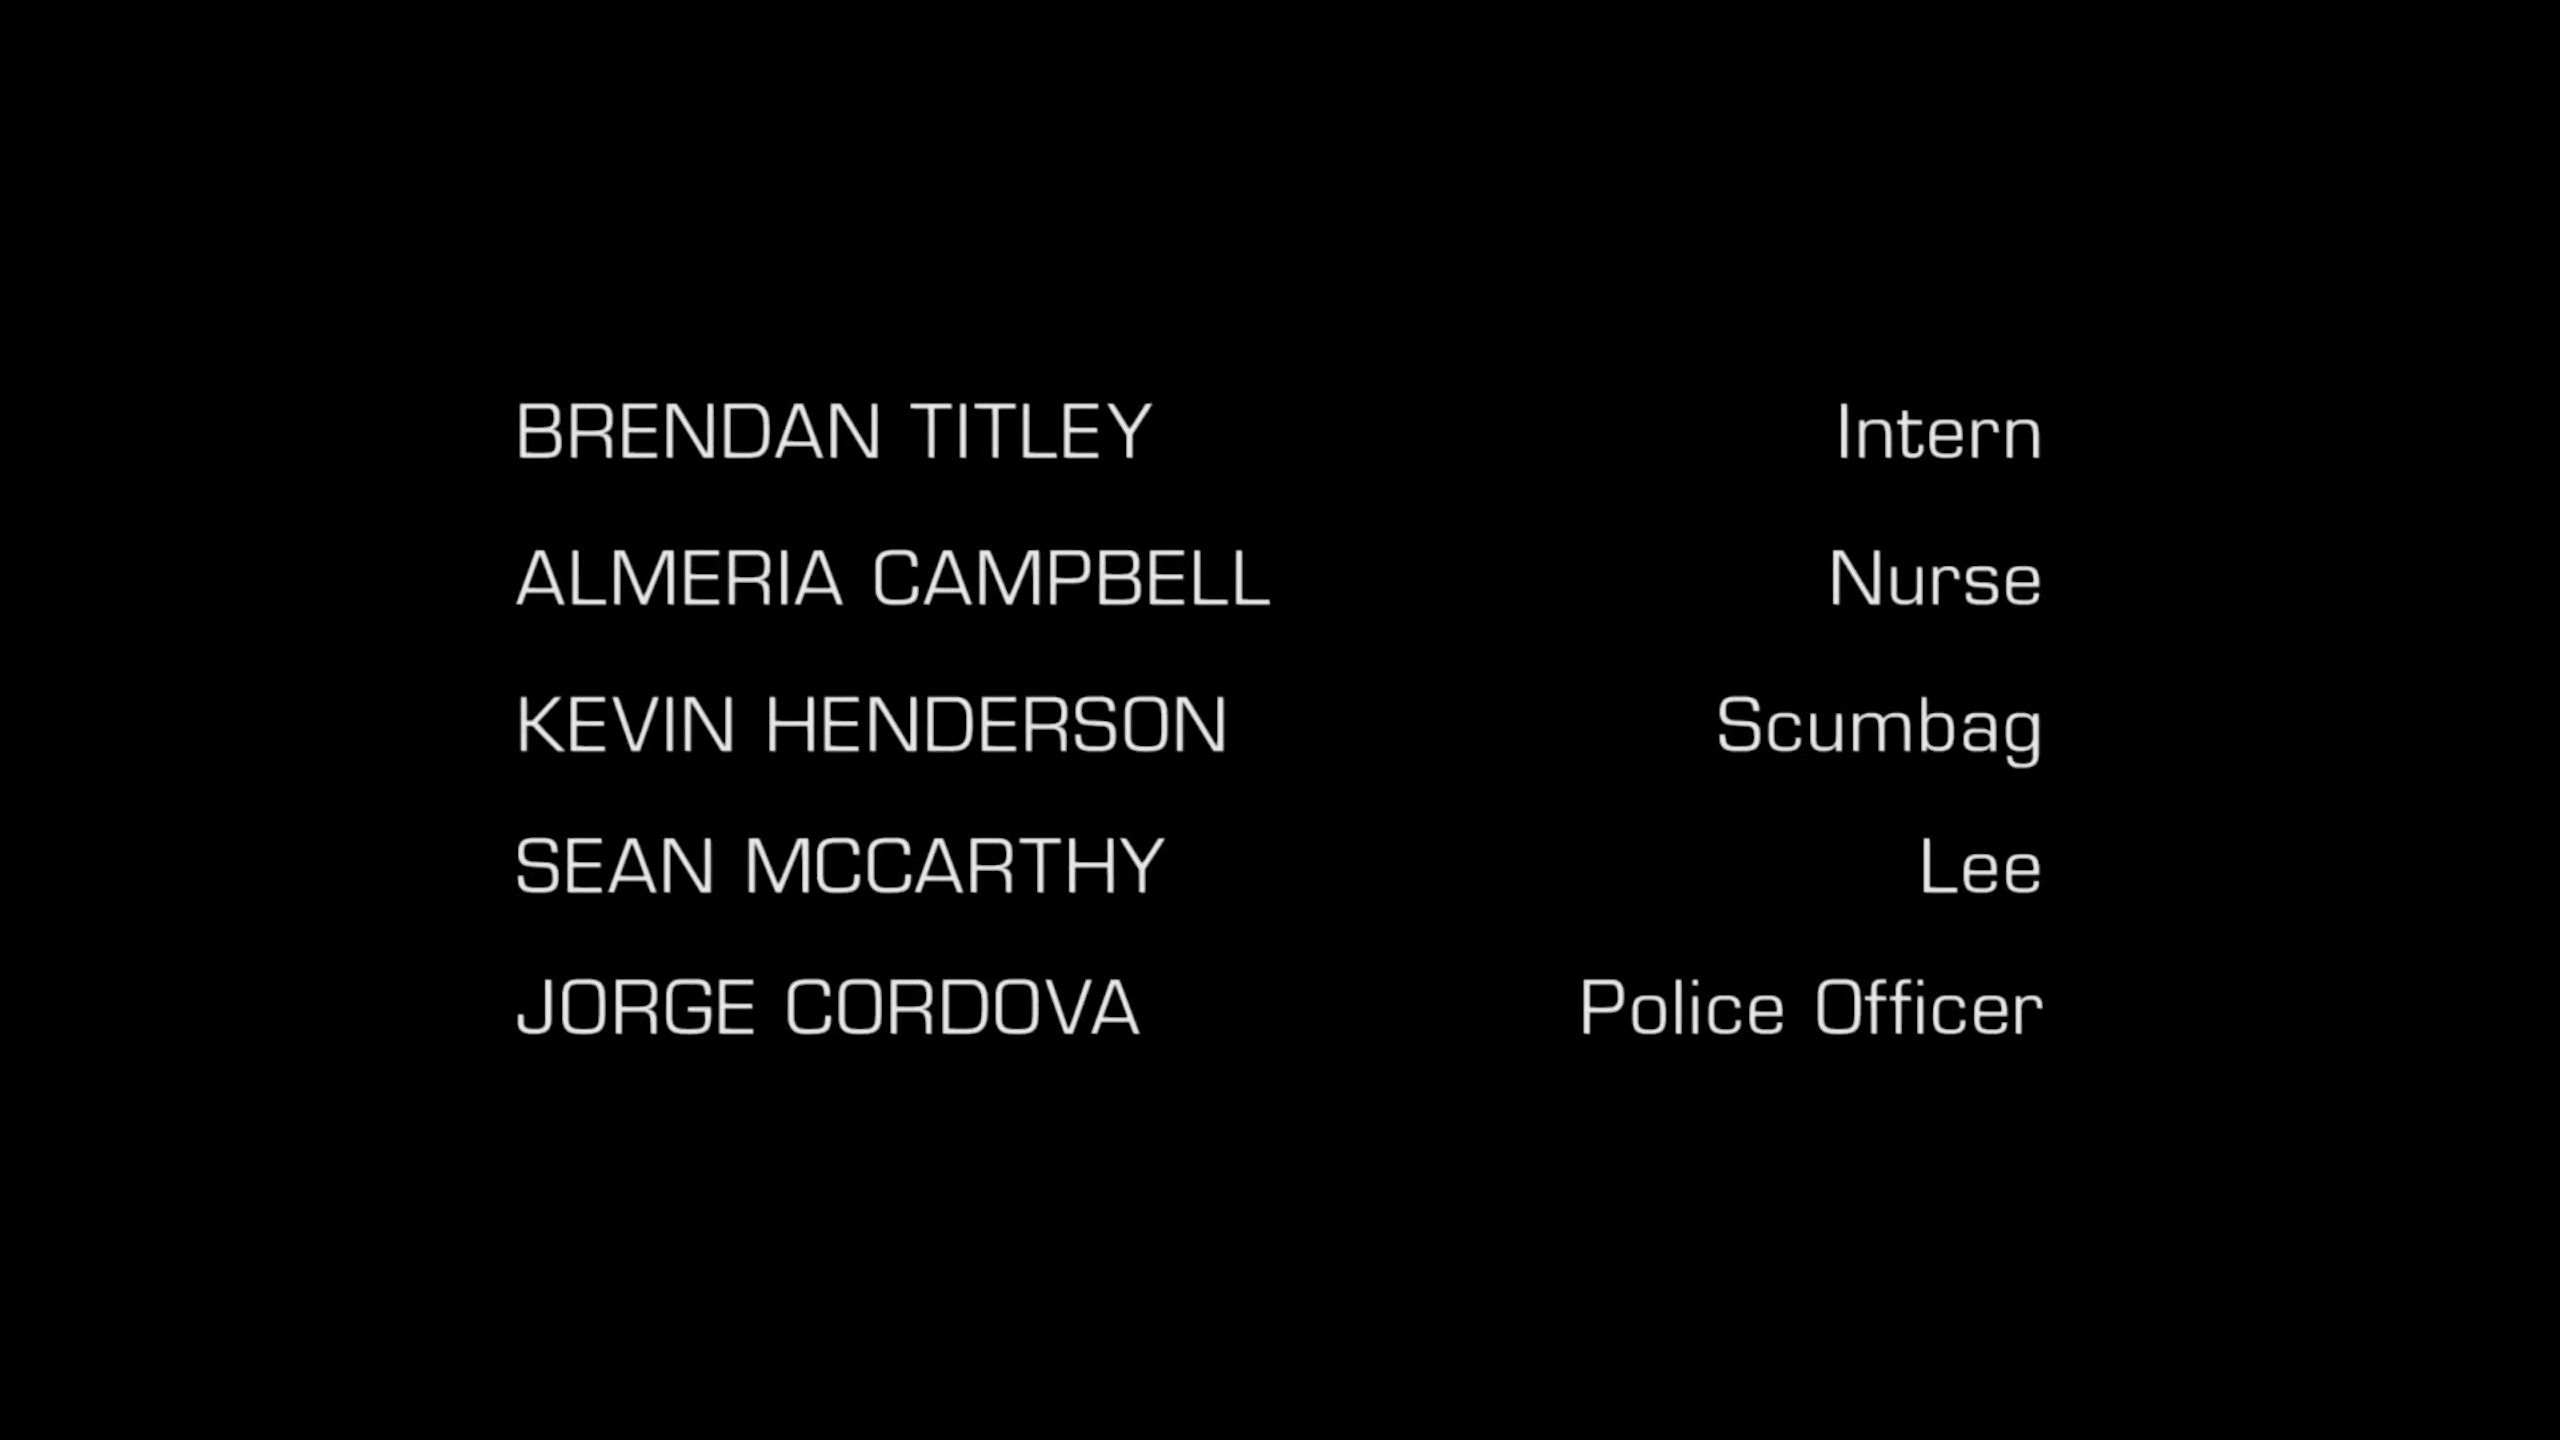 BRENDAN TITLEY Intern
ALMERIA CAMPBELL Nurse
KEVIN HENDERSON Scumbag
SEAN MCCARTHY Lee
JORGE CORDOVA Police Officer